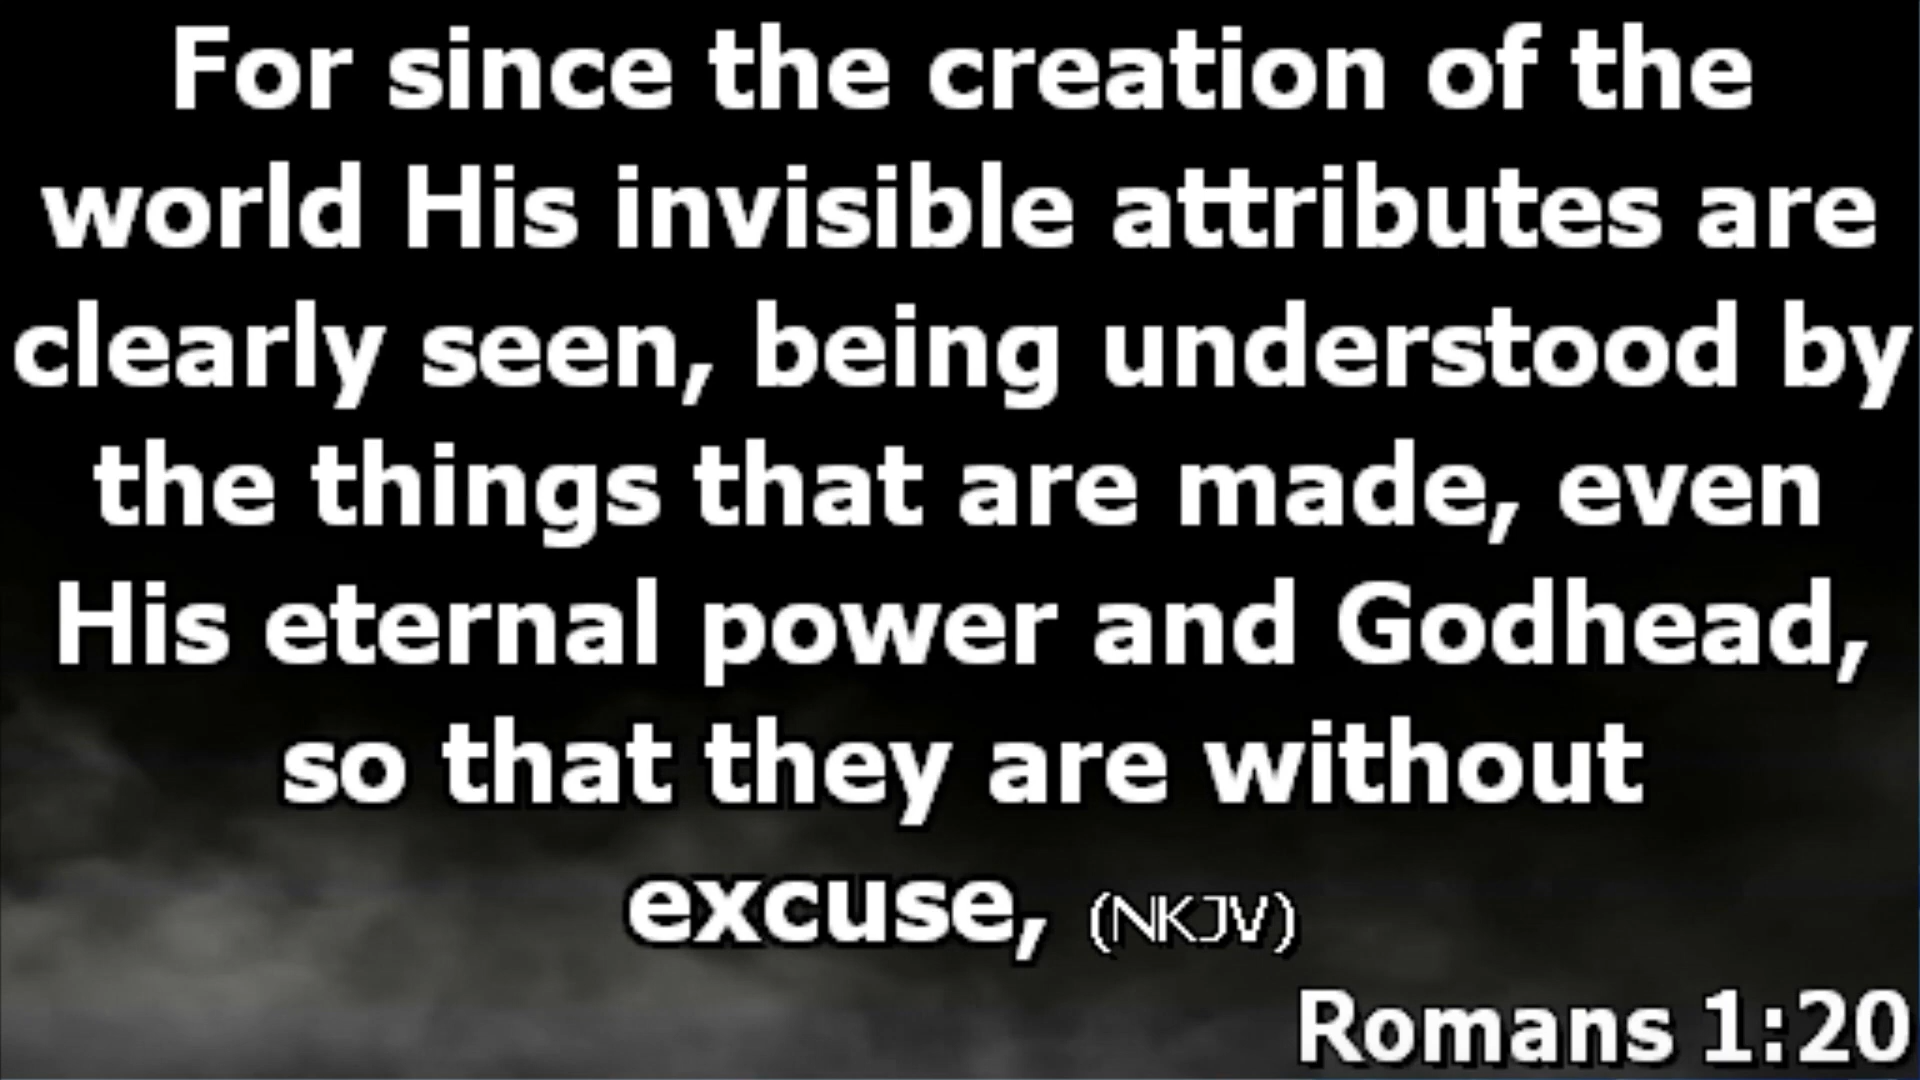 For since the creation of the
world His invisible attributes are
clearly seen, being understood by
the things that are made, even
His eternal power and Godhead,
so that they are without
excuse, (NKJV)
Romans 1:20